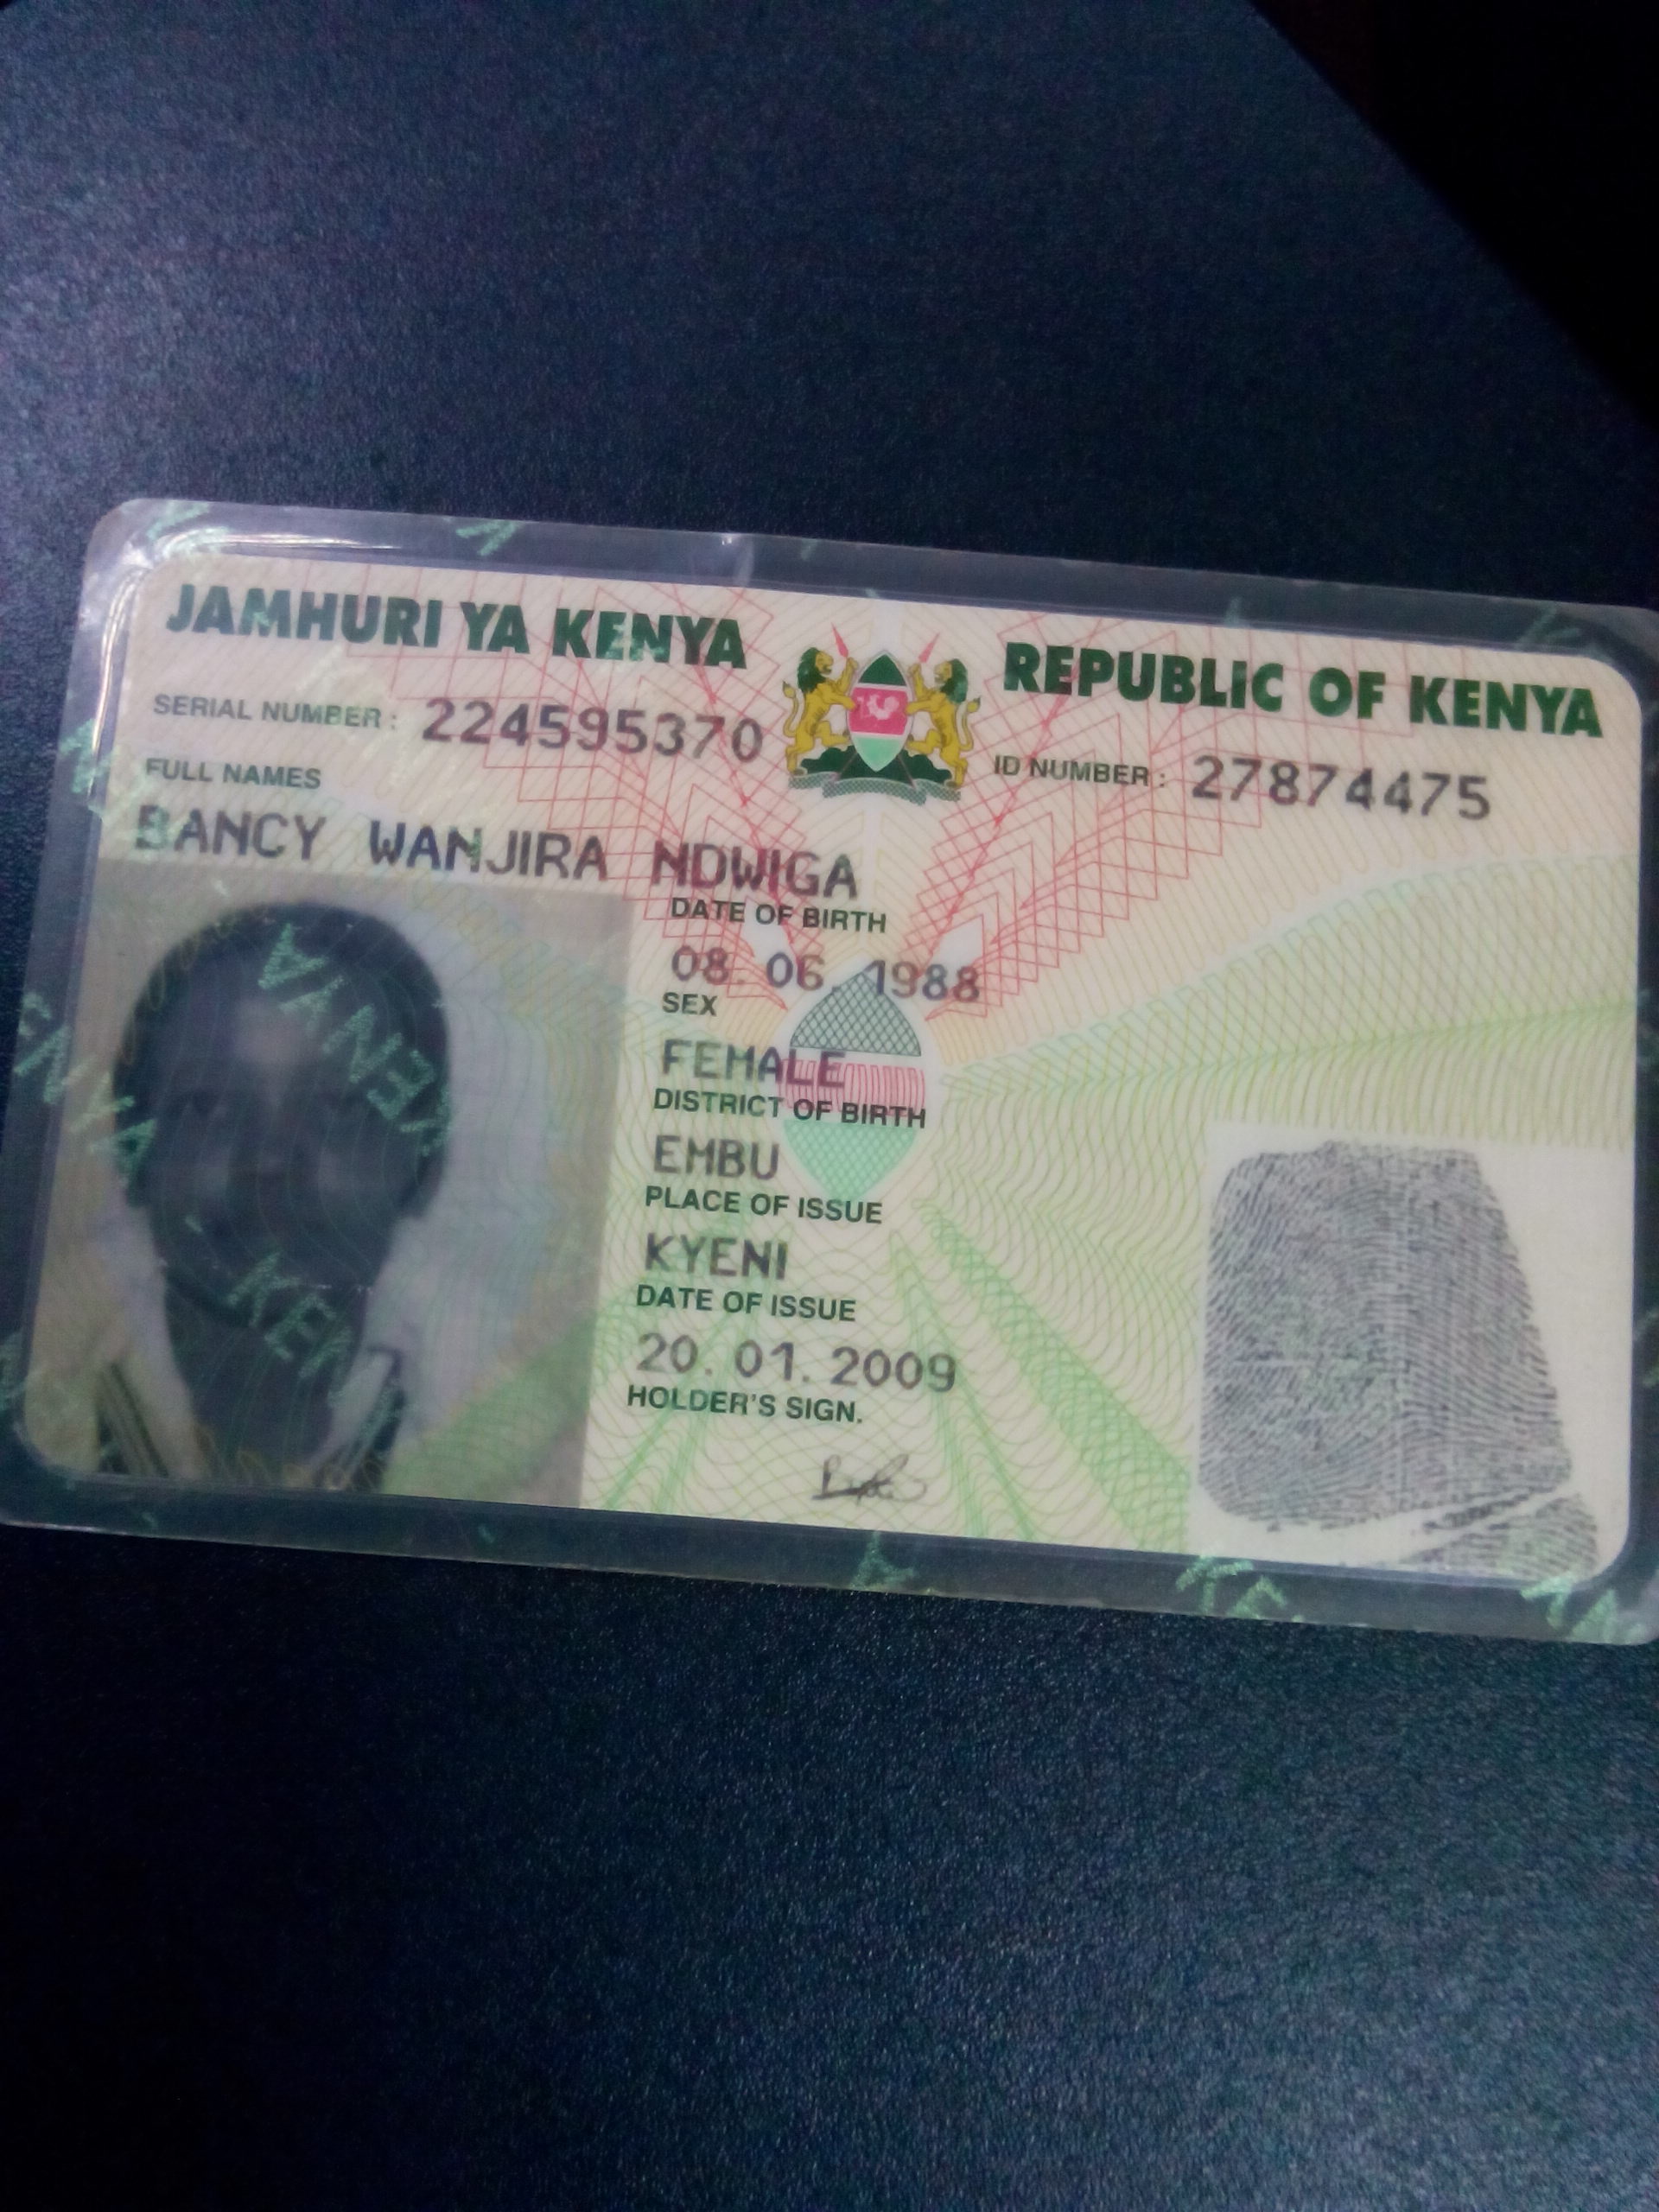 JAMHURI YA KENYA
REPUBLIC OF KENYA
SERIAL NUMBER : 224595370
ID NUMBER : 27874475
FULL NAMES
BANCY WANJIRA NDWIGA
DATE OF BIRTH
08. 06. 1988
SEX
FEMALE
DISTRICT OF BIRTH
EMBU
PLACE OF ISSUE
KYENI
DATE OF ISSUE
20. 01. 2009
HOLDER'S SIGN.
KENYA